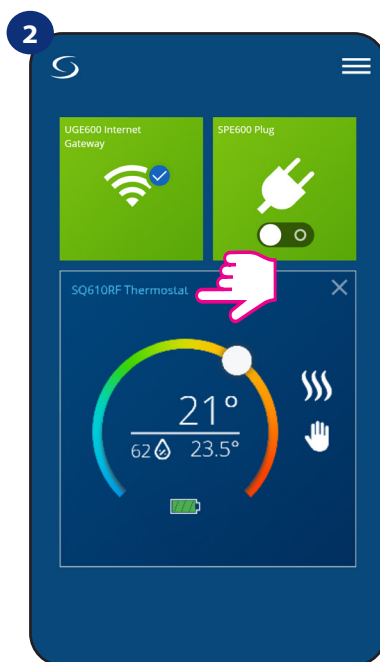 2
UGE600 Internet
Gateway
SPE600 Plug
SQ610RF Thermostat
21°
62 23.5°